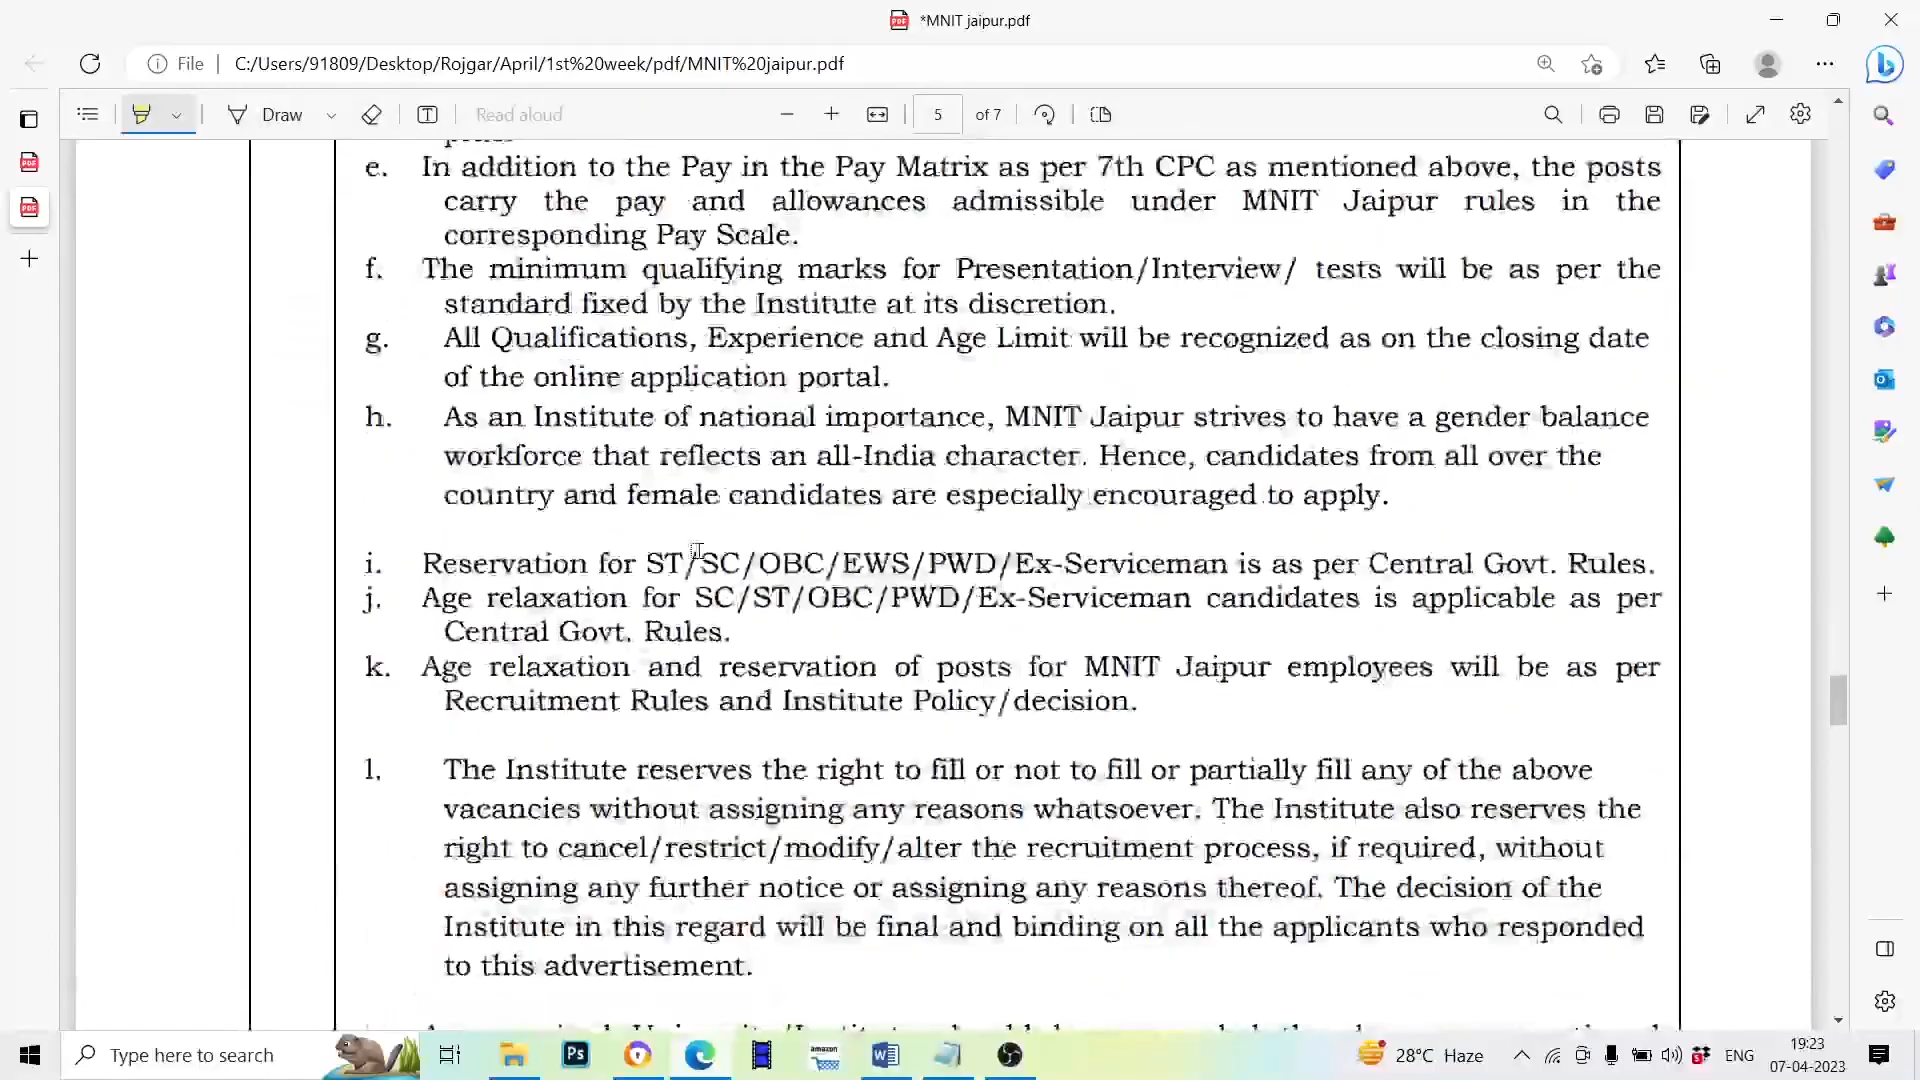 *MNIT jaipur.pdf
File C:/Users/91809/Desktop/Rojgar/April/1st%20week/pdf/MNIT%20jaipur.pdf
Draw Read aloud 5 of 7
e. In addition to the Pay in the Pay Matrix as per 7th CPC as mentioned above, the posts
carry the pay and allowances admissible under MNIT Jaipur rules in the
corresponding Pay Scale.
f. The minimum qualifying marks for Presentation/Interview/ tests will be as per the
standard fixed by the Institute at its discretion.
g. All Qualifications, Experience and Age Limit will be recognized as on the closing date
of the online application portal.
h. As an Institute of national importance, MNIT Jaipur strives to have a gender balance
workforce that reflects an all-India character. Hence, candidates from all over the
country and female candidates are especially encouraged to apply.
i. Reservation for ST/SC/OBC/EWS/PWD/Ex-Serviceman is as per Central Govt. Rules.
j. Age relaxation for SC/ST/OBC/PWD/Ex-Serviceman candidates is applicable as per
Central Govt. Rules.
k. Age relaxation and reservation of posts for MNIT Jaipur employees will be as per
Recruitment Rules and Institute Policy/decision.
l. The Institute reserves the right to fill or not to fill or partially fill any of the above
vacancies without assigning any reasons whatsoever. The Institute also reserves the
right to cancel/restrict/modify/alter the recruitment process, if required, without
assigning any further notice or assigning any reasons thereof. The decision of the
Institute in this regard will be final and binding on all the applicants who responded
to this advertisement.
Type here to search Ps amazon 28°C Haze ENG 19:23
07-04-2023